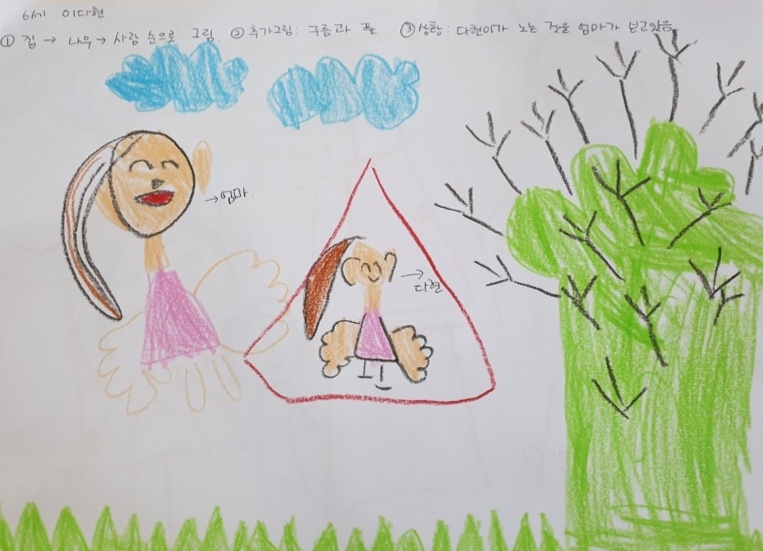 6세 이다현
① 집 → 나무 → 사람 순으로 그림. ② 추가그림: 구름과 풀 ③ 상황: 다현이가 노는 것을 엄마가 보고있음
→ 엄마.
→ 다현